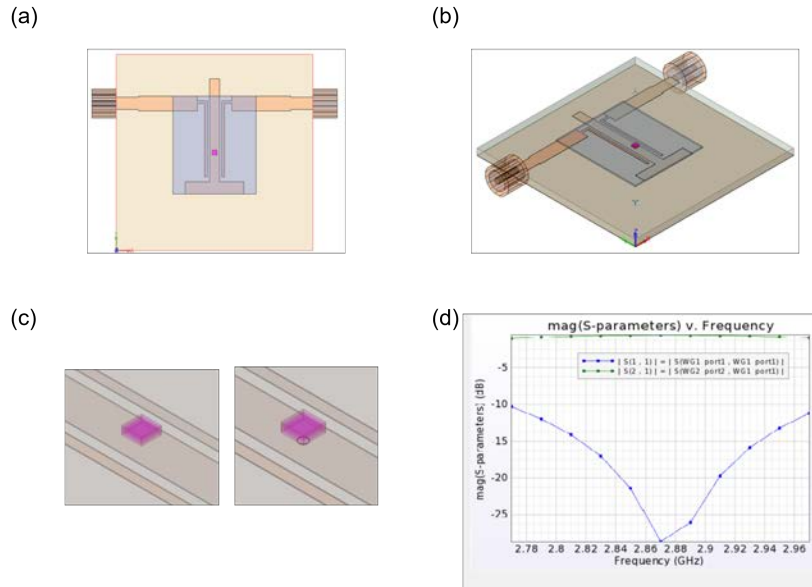 (a)
(b)
(c)
(d)
mag(S-parameters) v. Frequency
| S(1 , 1)| = | S(WG1 port1 , WG1 port1) |
| S(2 , 1)| = | S(WG2 port2 , WG1 port1) |
mag(S-parameters) (dB)
-5
-10
-15
-20
-25
2.78 2.8 2.82 2.84 2.86 2.88 2.9 2.92 2.94 2.96
Frequency (GHz)